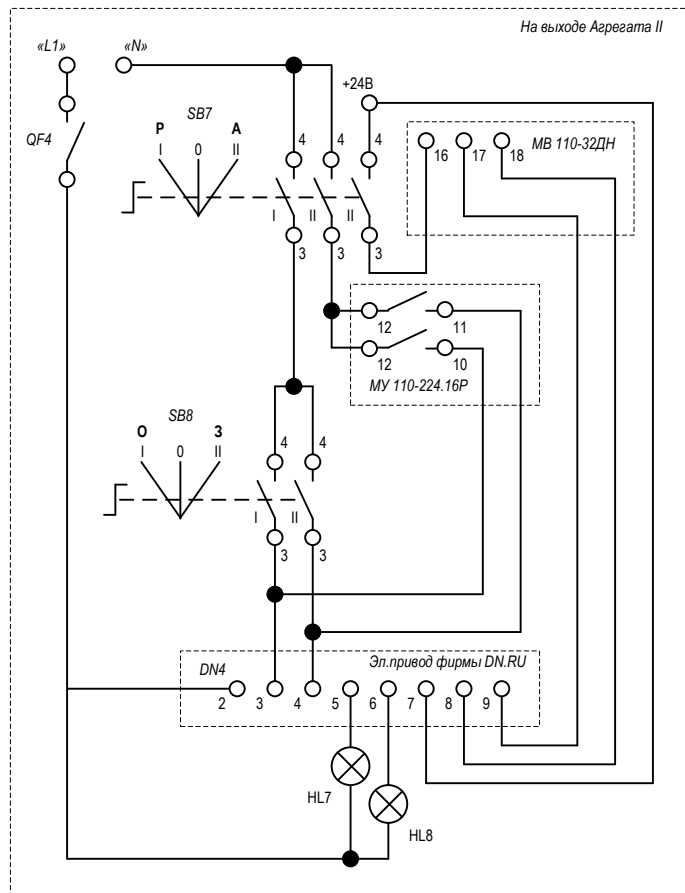 На выходе Агрегата II
«L1» «N»
+24В
SB7
Р А
I 0 II
QF4
4 4 4
МВ 110-32ДН
16 17 18
I II II
3 3 3
12 11
12 10
МУ 110-224.16Р
SB8
О З
I 0 II
4 4
I II
3 3
DN4
Эл.привод фирмы DN.RU
2 3 4 5 6 7 8 9
HL7
HL8